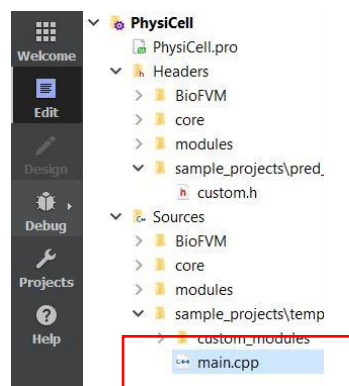 Welcome
Edit
Design
Debug
Projects
Help
PhysiCell
PhysiCell.pro
Headers
BioFVM
core
modules
sample_projects\pred_
custom.h
Sources
BioFVM
core
modules
sample_projects\temp
custom_modules
main.cpp